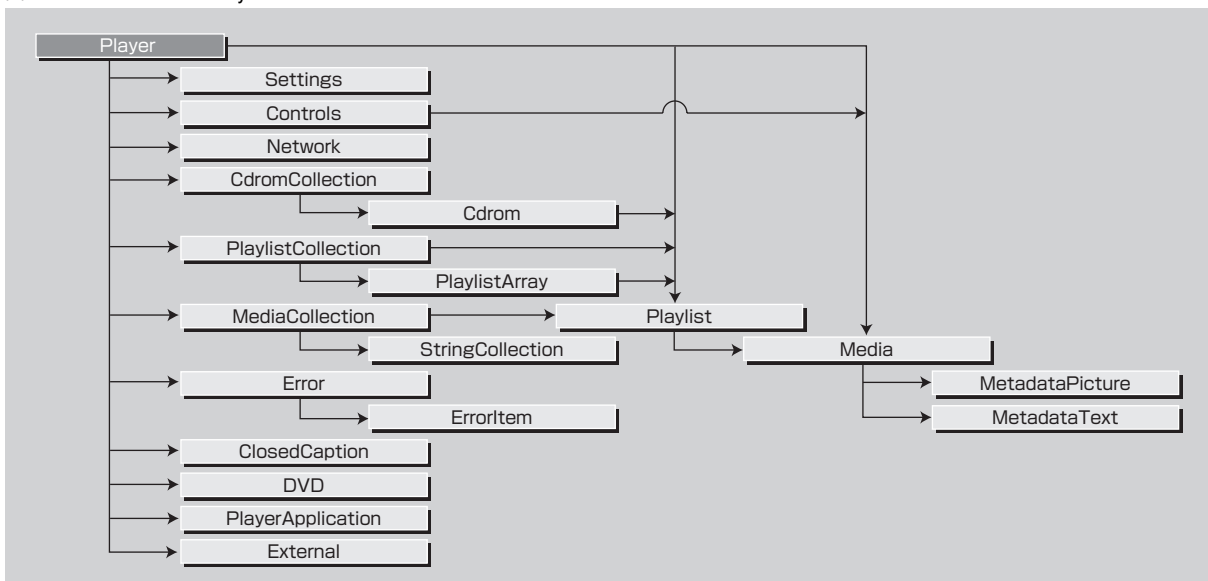 Player
Settings
Controls
Network
CdromCollection
Cdrom
PlaylistCollection
PlaylistArray
MediaCollection
Playlist
StringCollection
Media
Error
MetadataPicture
ErrorItem
MetadataText
ClosedCaption
DVD
PlayerApplication
External